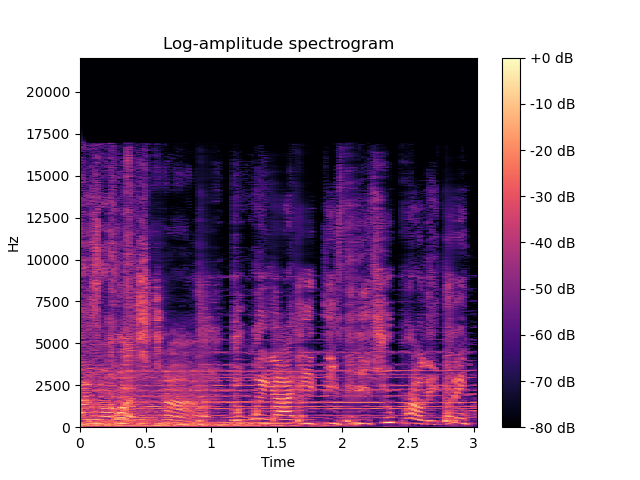 Log-amplitude spectrogram
Hz
20000
17500
15000
12500
10000
7500
5000
2500
0
0 0.5 1 1.5 2 2.5 3
Time
+0 dB
-10 dB
-20 dB
-30 dB
-40 dB
-50 dB
-60 dB
-70 dB
-80 dB